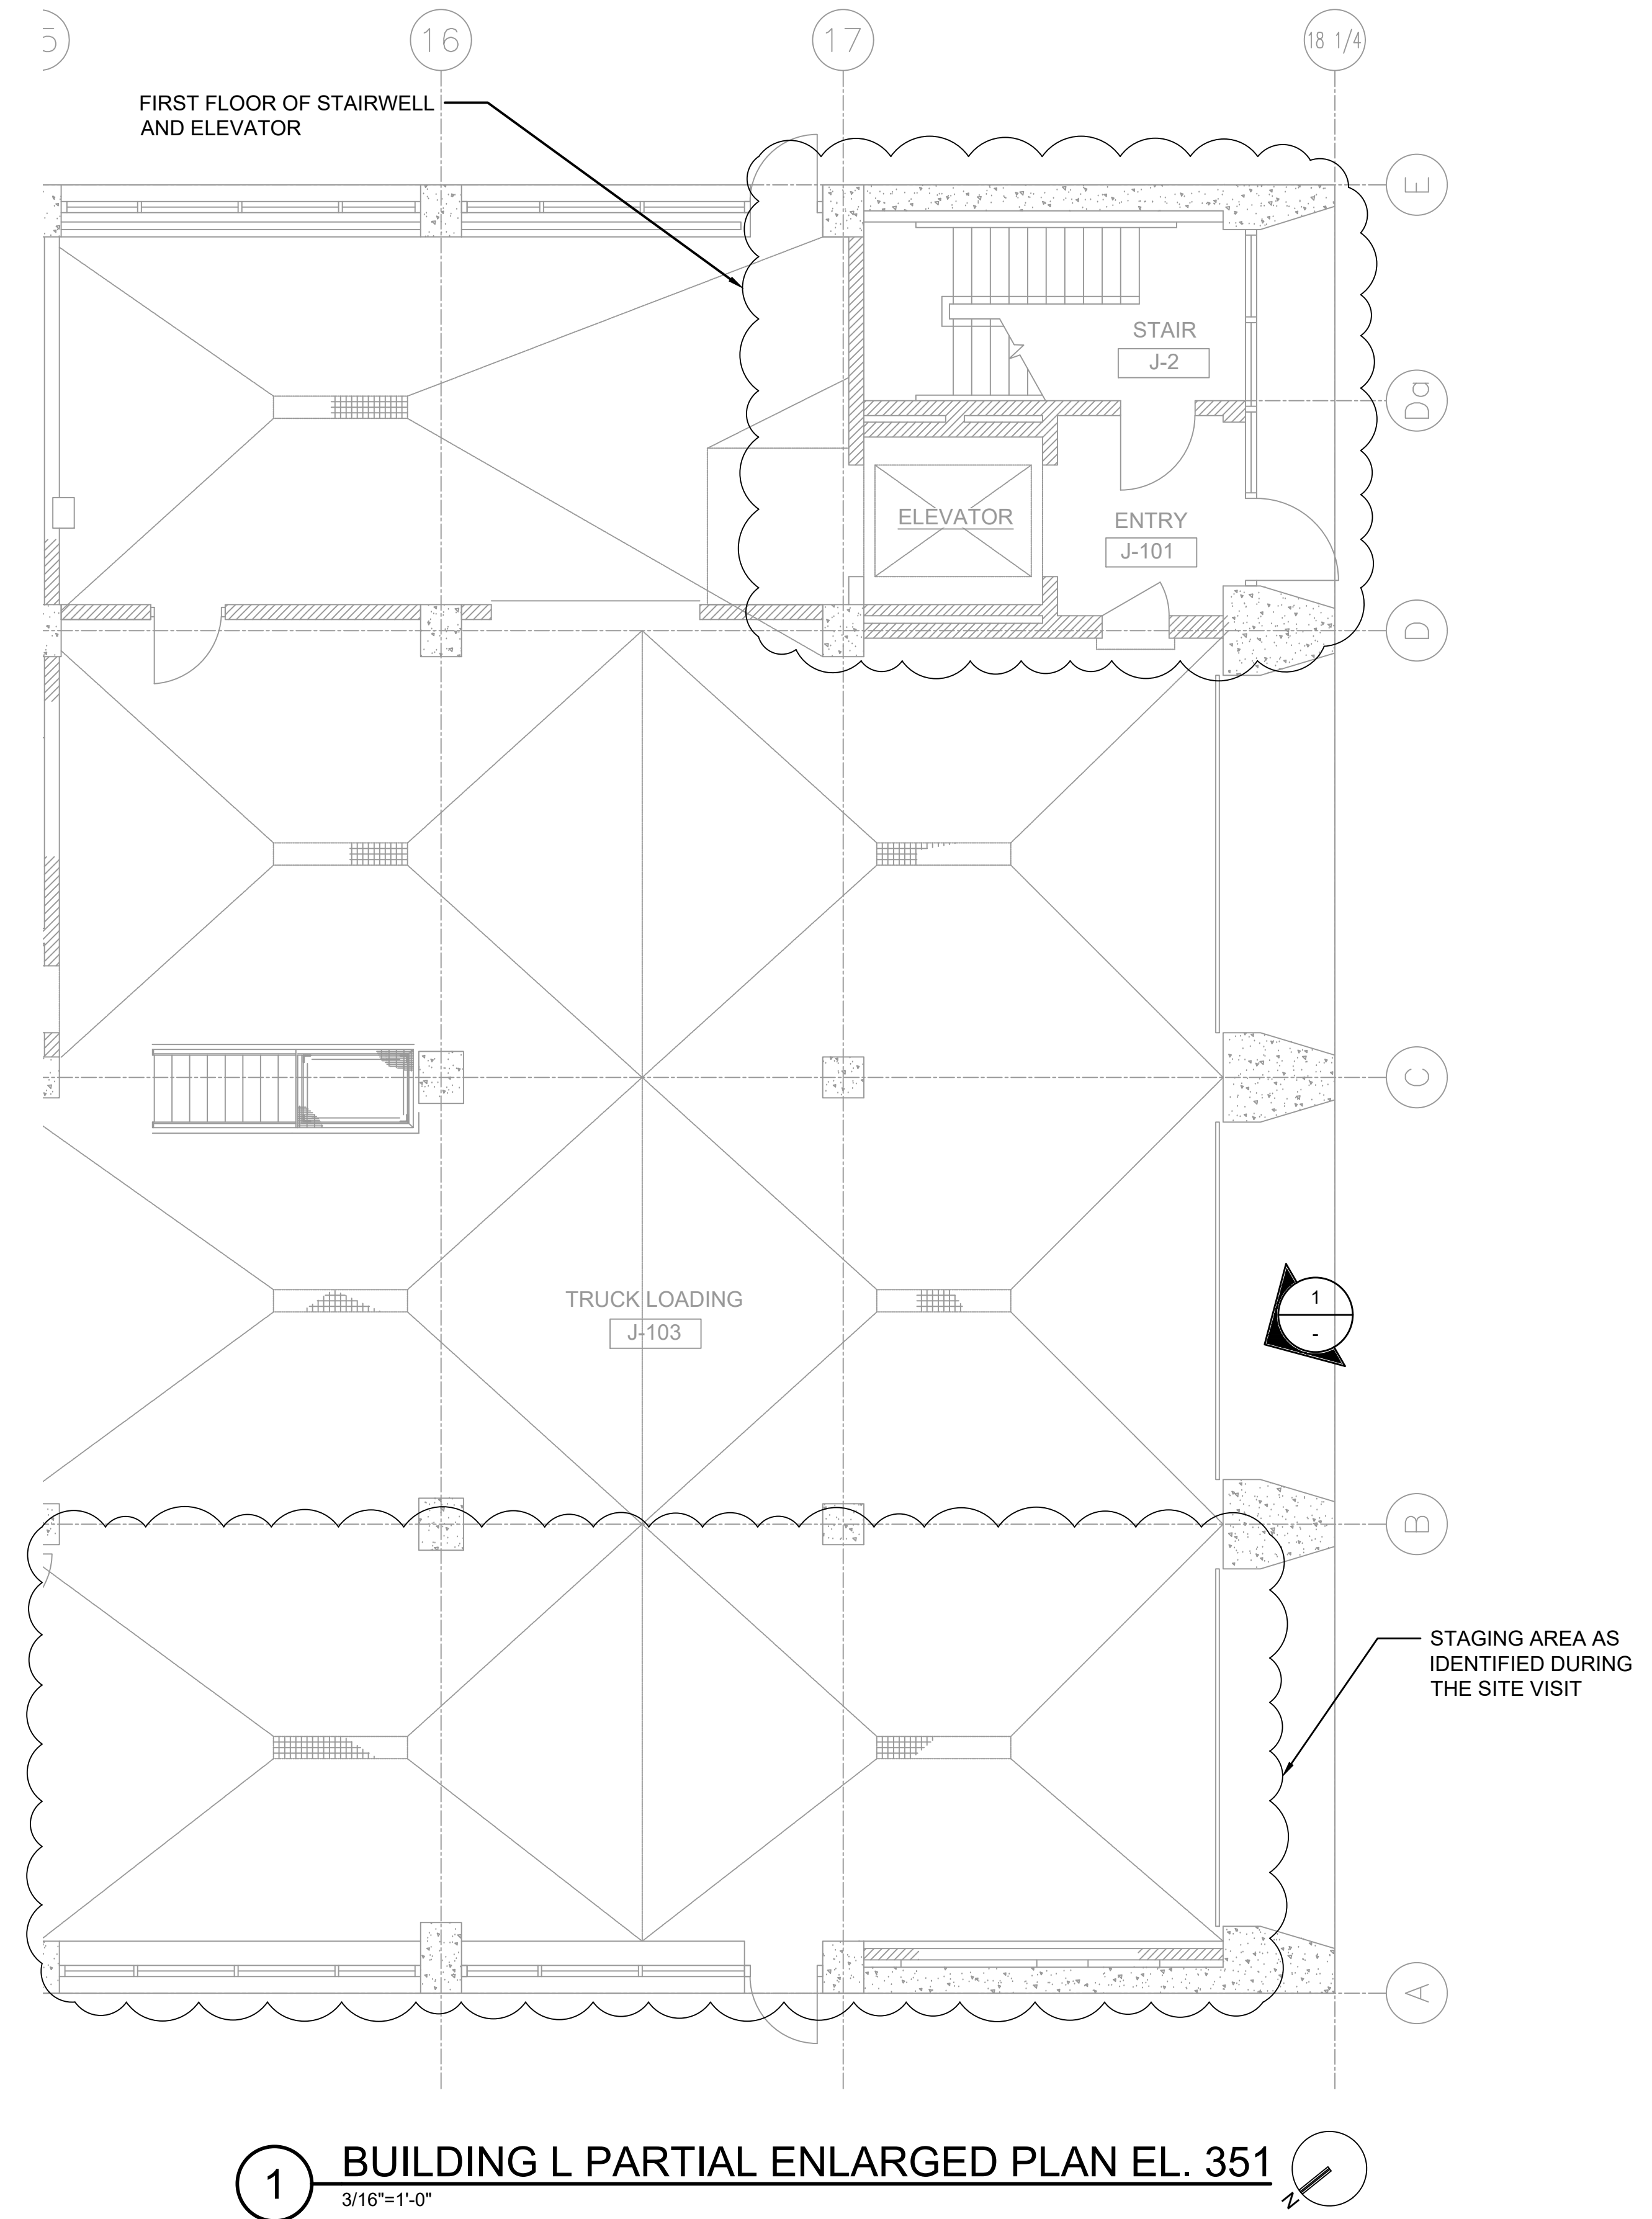 5
16
17
18 1/4
FIRST FLOOR OF STAIRWELL
AND ELEVATOR
E
STAIR
J-2
Da
ELEVATOR
ENTRY
J-101
D
C
TRUCK LOADING
J-103
1
-
B
STAGING AREA AS
IDENTIFIED DURING
THE SITE VISIT
A
1
BUILDING L PARTIAL ENLARGED PLAN EL. 351
3/16"=1'-0"
N